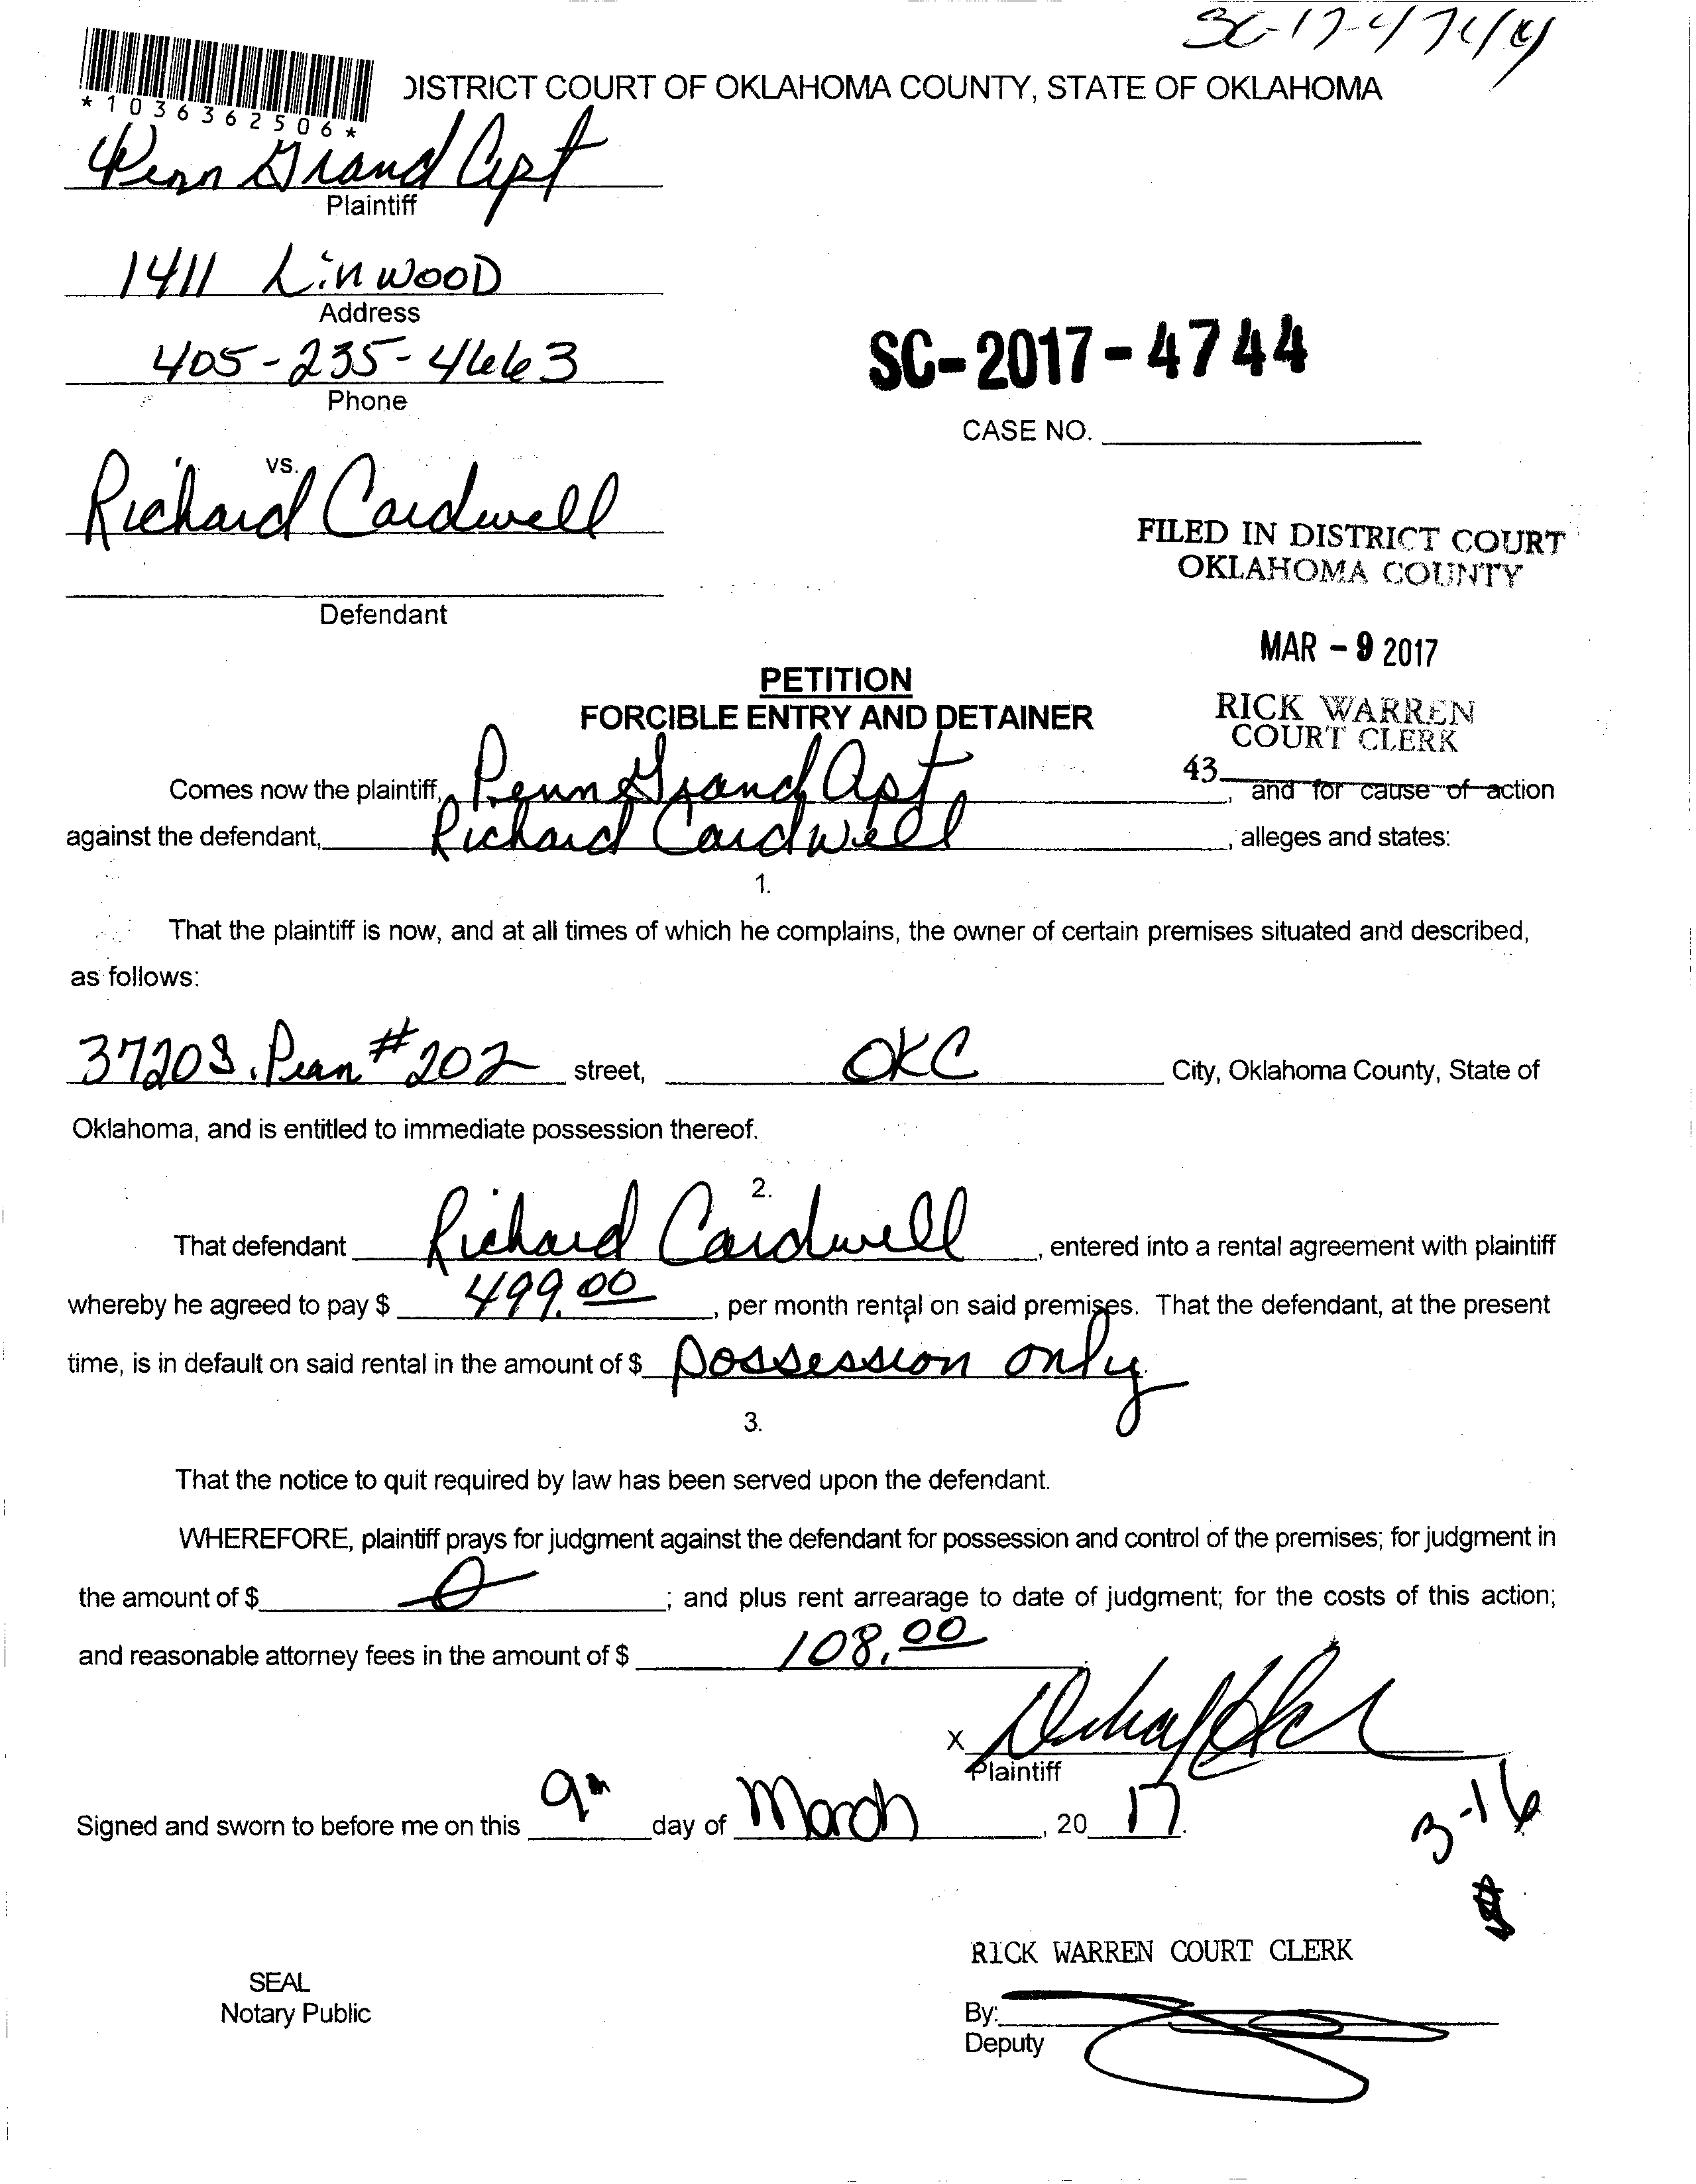 SC-17-4744
*1036362506*
DISTRICT COURT OF OKLAHOMA COUNTY, STATE OF OKLAHOMA
Penn Grand Apt
Plaintiff
1411 Linwood
Address
405-235-4663
Phone
SC-2017-4744
CASE NO.
vs.
Richard Cardwell
FILED IN DISTRICT COURT
OKLAHOMA COUNTY
Defendant
MAR - 9 2017
PETITION
FORCIBLE ENTRY AND DETAINER
RICK WARREN
COURT CLERK
43
Comes now the plaintiff, Penn Grand Apt, and for cause of action
against the defendant, Richard Cardwell, alleges and states:
1.
That the plaintiff is now, and at all times of which he complains, the owner of certain premises situated and described,
as follows:
3720 S. Penn #202 street, OKC City, Oklahoma County, State of
Oklahoma, and is entitled to immediate possession thereof.
2.
That defendant Richard Cardwell, entered into a rental agreement with plaintiff
whereby he agreed to pay $ 499.00, per month rental on said premises. That the defendant, at the present
time, is in default on said rental in the amount of $ possession only
3.
That the notice to quit required by law has been served upon the defendant.
WHEREFORE, plaintiff prays for judgment against the defendant for possession and control of the premises; for judgment in
the amount of $ 0; and plus rent arrearage to date of judgment; for the costs of this action;
and reasonable attorney fees in the amount of $ 108.00
X
Plaintiff
Signed and sworn to before me on this 9th day of March, 2017.
3-16
RICK WARREN COURT CLERK
SEAL
Notary Public
By:
Deputy